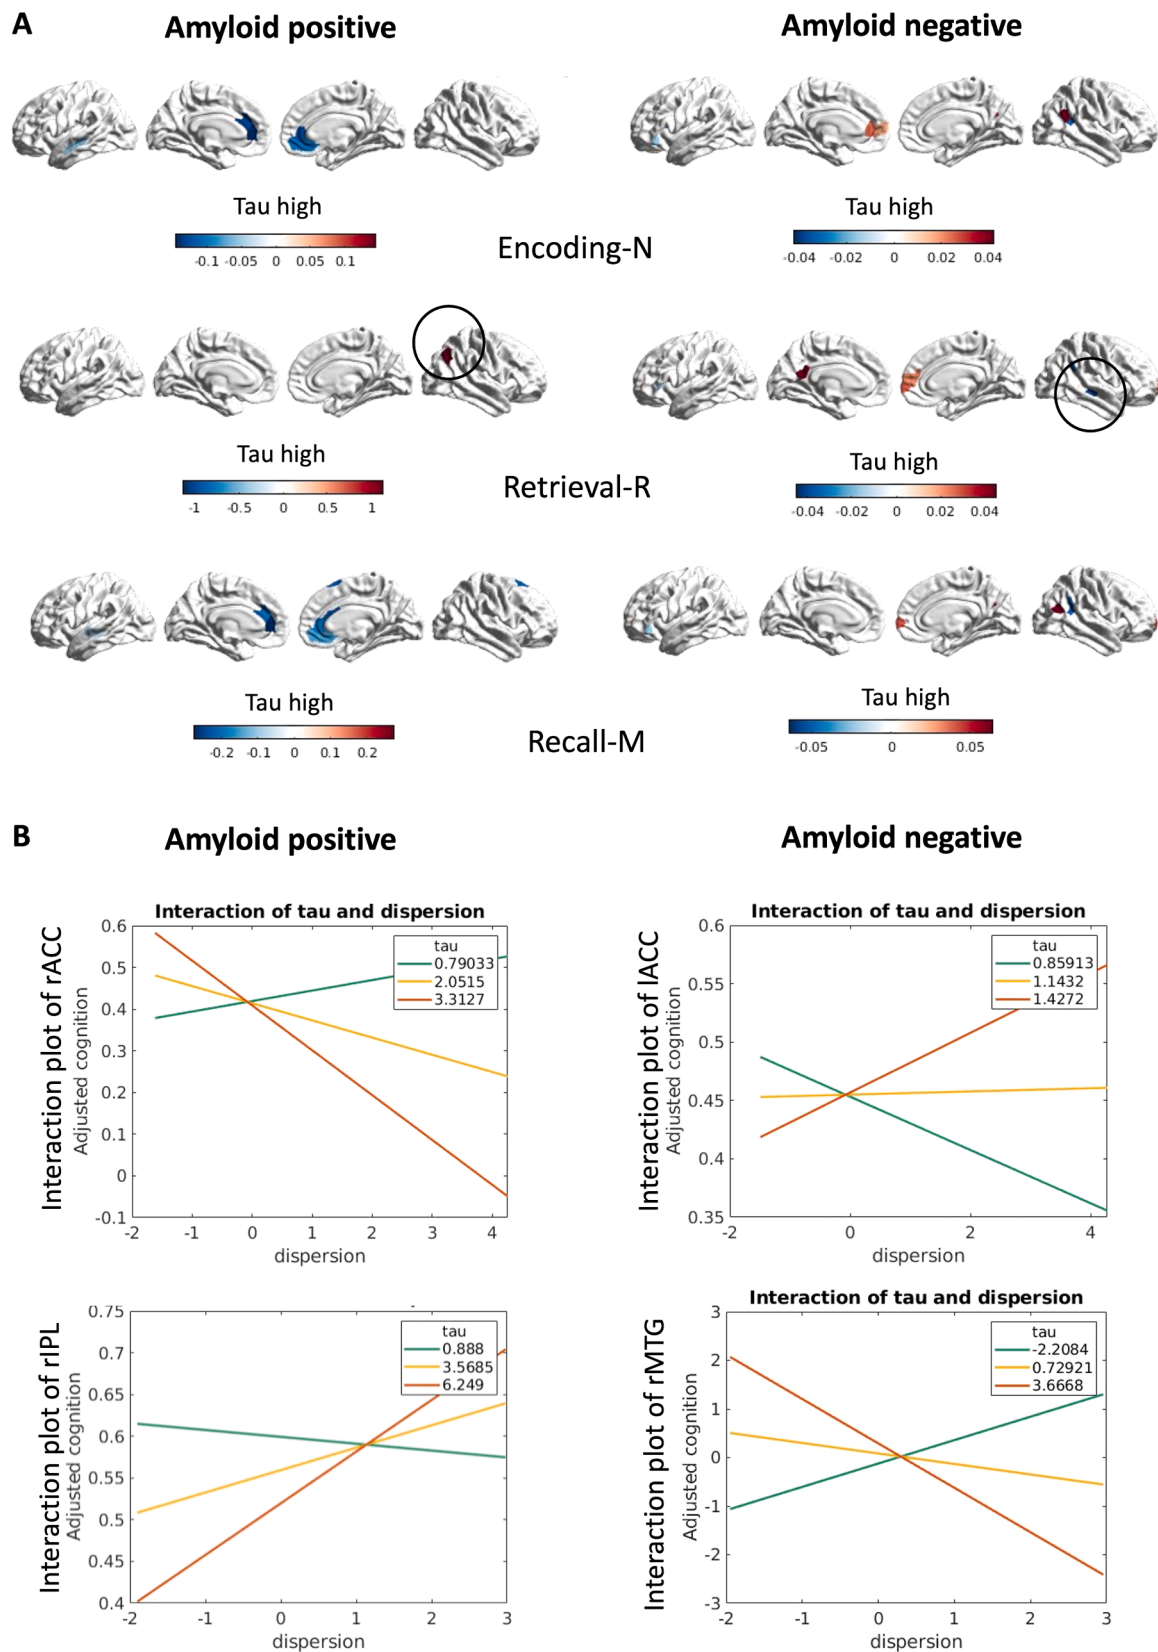 A
Amyloid positive
Amyloid negative
Tau high
Tau high
-0.1 -0.05 0 0.05 0.1
-0.04 -0.02 0 0.02 0.04
Encoding-N
Tau high
Tau high
-1 -0.5 0 0.5 1
-0.04 -0.02 0 0.02 0.04
Retrieval-R
Tau high
Tau high
-0.2 -0.1 0 0.1 0.2
-0.05 0 0.05
Recall-M
B
Amyloid positive
Amyloid negative
Interaction plot of rACC
Adjusted cognition
Interaction of tau and dispersion
0.6
0.5
0.4
0.3
0.2
0.1
0
-0.1
tau
0.79033
2.0515
3.3127
-2 -1 0 1 2 3 4
dispersion
Interaction plot of lACC
Adjusted cognition
Interaction of tau and dispersion
0.6
0.55
0.5
0.45
0.4
0.35
tau
0.85913
1.1432
1.4272
-2 0 2 4
dispersion
Interaction plot of rIPL
Adjusted cognition
0.75
0.7
0.65
0.6
0.55
0.5
0.45
0.4
tau
0.888
3.5685
6.249
-2 -1 0 1 2 3
dispersion
Interaction plot of rMTG
Adjusted cognition
Interaction of tau and dispersion
3
2
1
0
-1
-2
-3
tau
-2.2084
0.72921
3.6668
-2 -1 0 1 2 3
dispersion